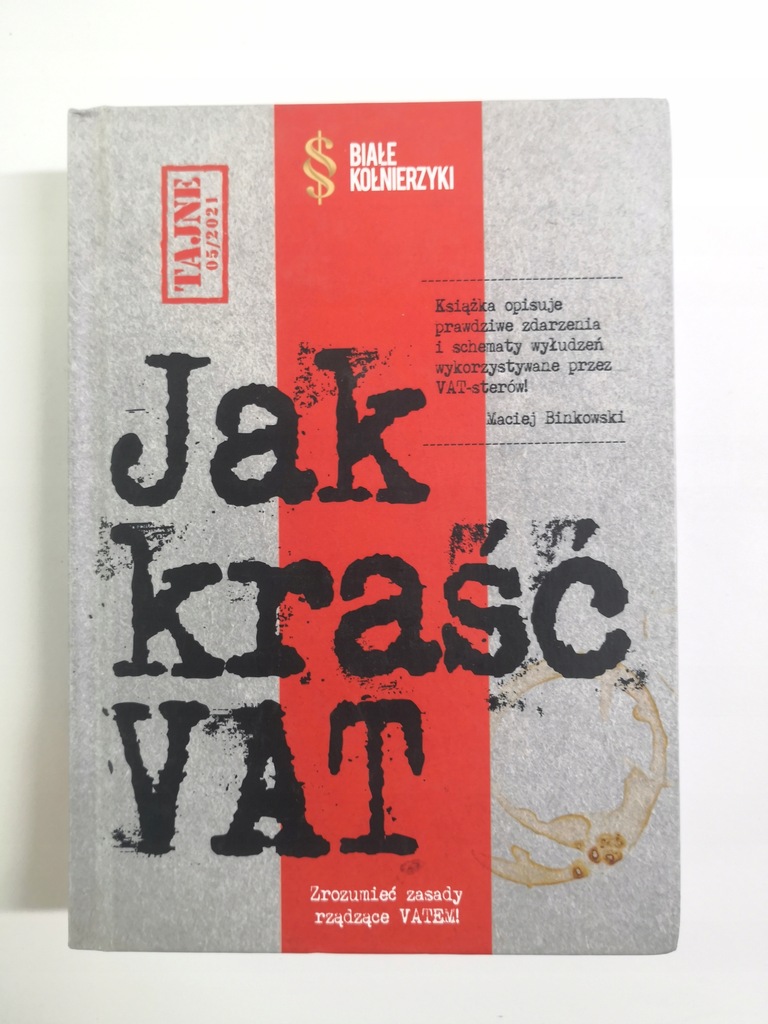 BIAŁE
KOŁNIERZYKI
TAJNE
05/2021
Książka opisuje
prawdziwe zdarzenia
i schematy wyłudzeń
wykorzystywane przez
VAT-sterów!
Maciej Binkowski
Jak
kraść
VAT
Zrozumieć zasady
rządzące VATEM!